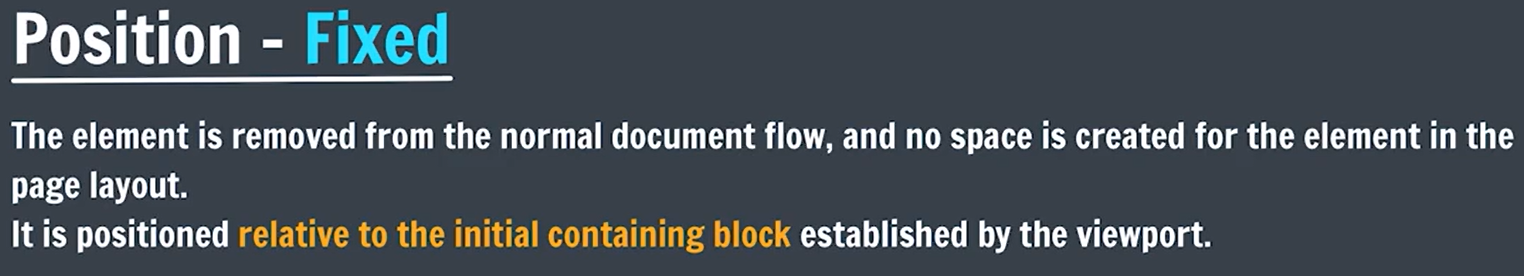 Position - Fixed
The element is removed from the normal document flow, and no space is created for the element in the
page layout.
It is positioned relative to the initial containing block established by the viewport.